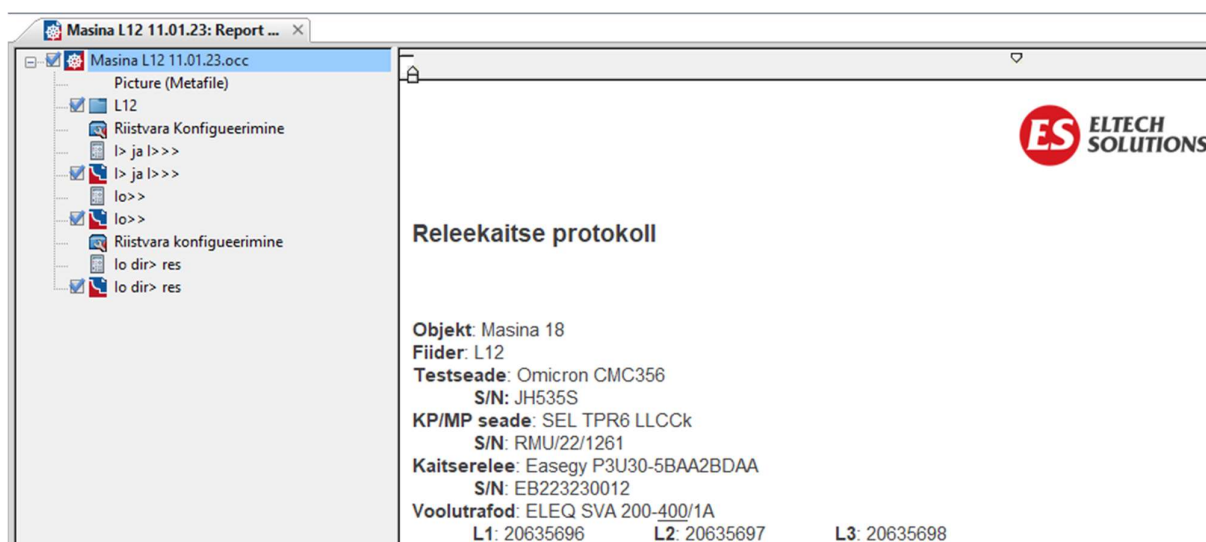 Masina L12 11.01.23: Report ...
Masina L12 11.01.23.occ
Picture (Metafile)
L12
Riistvara Konfigueerimine
I> ja I>>>
I> ja I>>>
Io>>
Io>>
Riistvara konfigueerimine
Io dir> res
Io dir> res
ES ELTECH
SOLUTIONS
Releekaitse protokoll
Objekt: Masina 18
Fiider: L12
Testseade: Omicron CMC356
S/N: JH535S
KP/MP seade: SEL TPR6 LLCCk
S/N: RMU/22/1261
Kaitserelee: Easegy P3U30-5BAA2BDAA
S/N: EB223230012
Voolutrafod: ELEQ SVA 200-400/1A
L1: 20635696 L2: 20635697 L3: 20635698